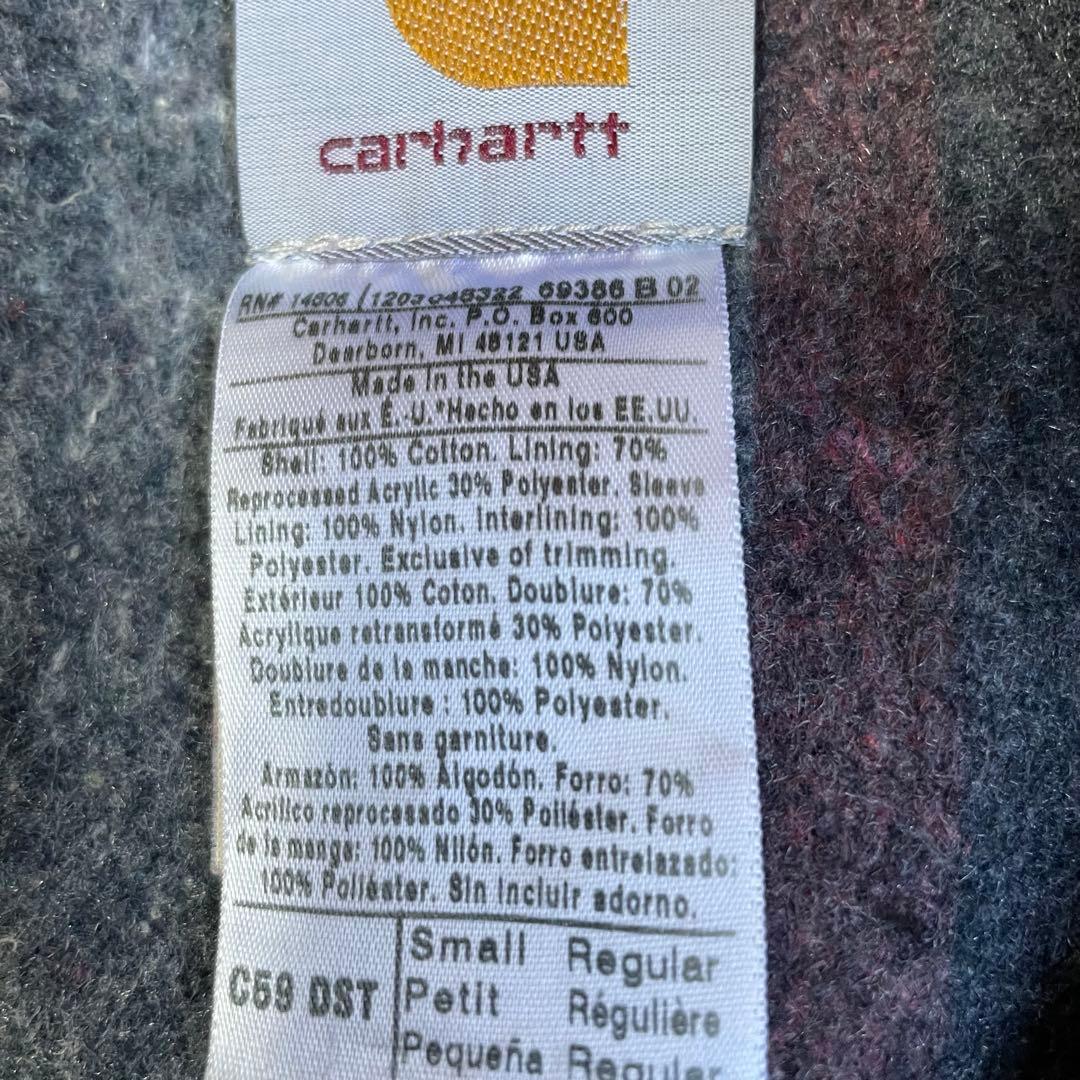 carhartt
RN# 14806 /1203 046322 69386 B 02
Carhartt, Inc. P.O. Box 600
Dearborn, MI 48121 USA
Made in the USA
Fabriqué aux É.-U.*Hecho en los EE.UU.
Shell: 100% Cotton. Lining: 70%
Reprocessed Acrylic 30% Polyester. Sleeve
Lining: 100% Nylon. Interlining: 100%
Polyester. Exclusive of trimming.
Extérieur 100% Coton. Doublure: 70%
Acrylique retransformé 30% Polyester.
Doublure de la manche: 100% Nylon.
Entredoublure : 100% Polyester.
Sans garniture.
Armazón: 100% Algodón. Forro: 70%
Acrílico reprocessado 30% Poliéster. Forro
de la manga: 100% Nilón. Forro entrelazado:
100% Poliéster. Sin incluir adorno.
C59 DST
Small Regular
Petit Régulière
Pequeña Regular